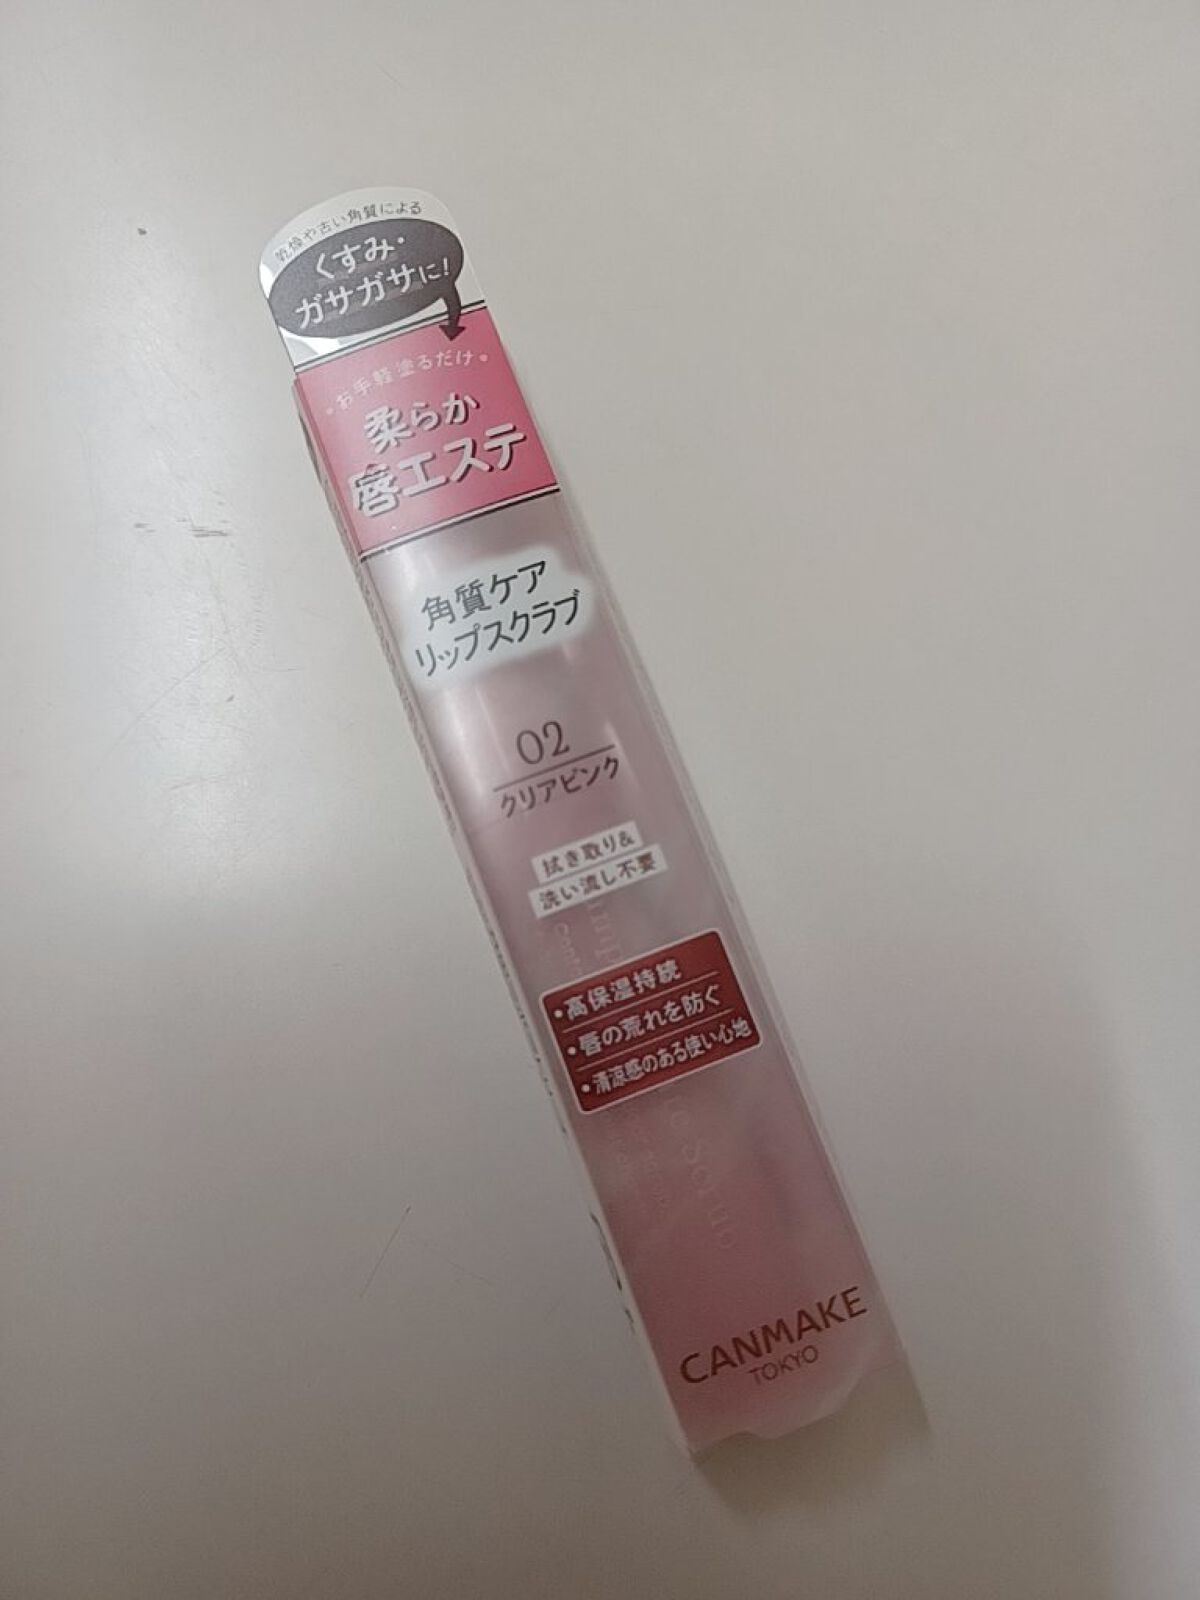 乾燥や古い角質による
くすみ・
ガサガサに!
・お手軽塗るだけ・
柔らか
唇エステ
角質ケア
リップスクラブ
02
クリアピンク
拭き取り&
洗い流し不要
・高保湿持続
・唇の荒れを防ぐ
・清涼感のある使い心地
Scrub
CANMAKE
TOKYO